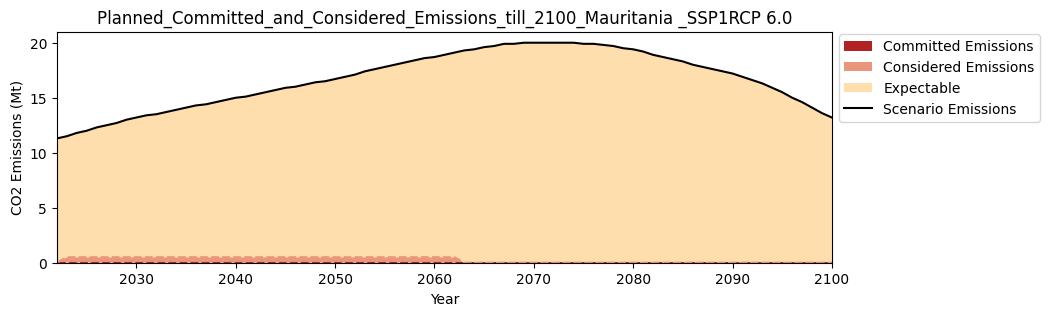 Planned_Committed_and_Considered_Emissions_till_2100_Mauritania _SSP1RCP 6.0
CO2 Emissions (Mt)
20
15
10
5
0
2030
2040
2050
2060
2070
2080
2090
2100
Year
Committed Emissions
Considered Emissions
Expectable
Scenario Emissions